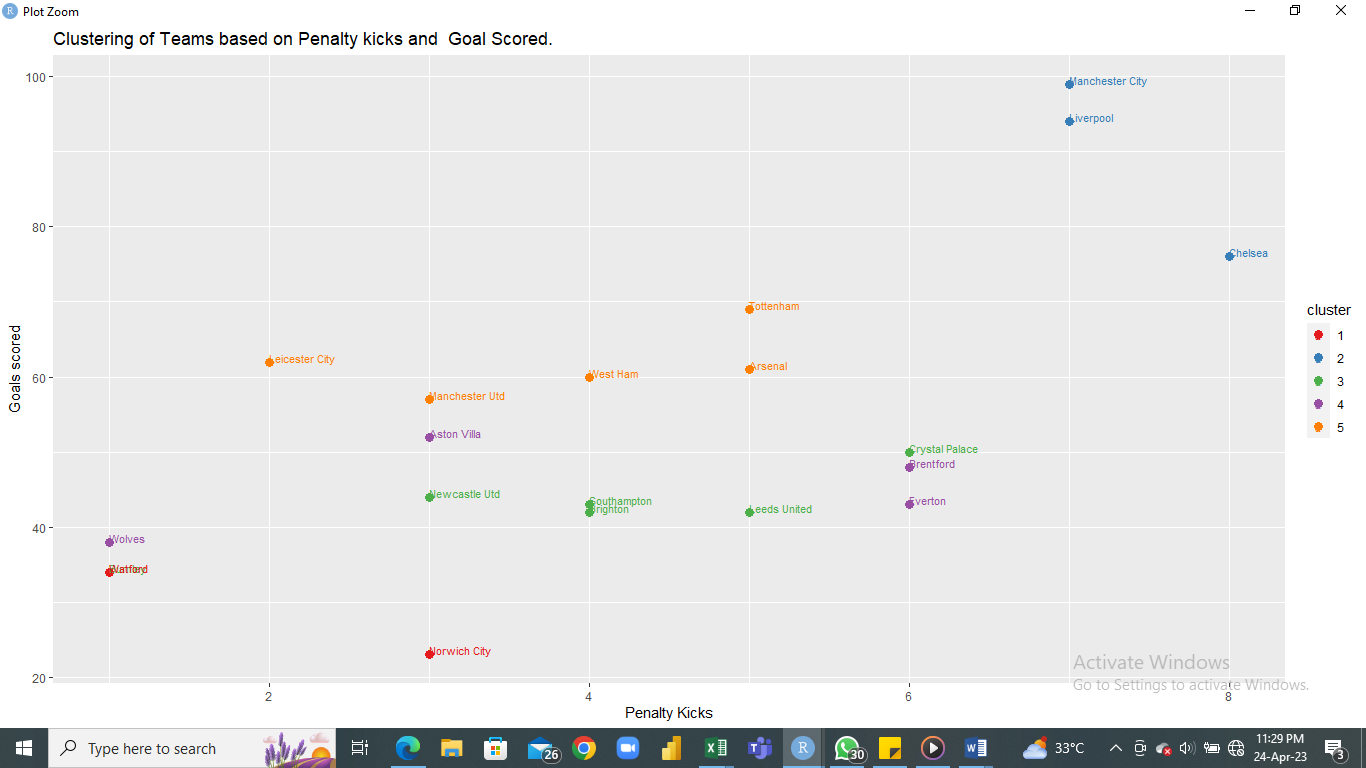 R Plot Zoom
Clustering of Teams based on Penalty kicks and  Goal Scored.
100
80
60
40
20
Goals scored
Manchester City
Liverpool
Chelsea
Tottenham
Leicester City
Arsenal
West Ham
Manchester Utd
Aston Villa
Crystal Palace
Brentford
Newcastle Utd
Southampton
Brighton
Everton
Leeds United
Wolves
Watford
Norwich City
cluster
1
2
3
4
5
2
4
6
8
Penalty Kicks
Activate Windows
Go to Settings to activate Windows.
Type here to search
26
R
30
33°C
11:29 PM
24-Apr-23
3